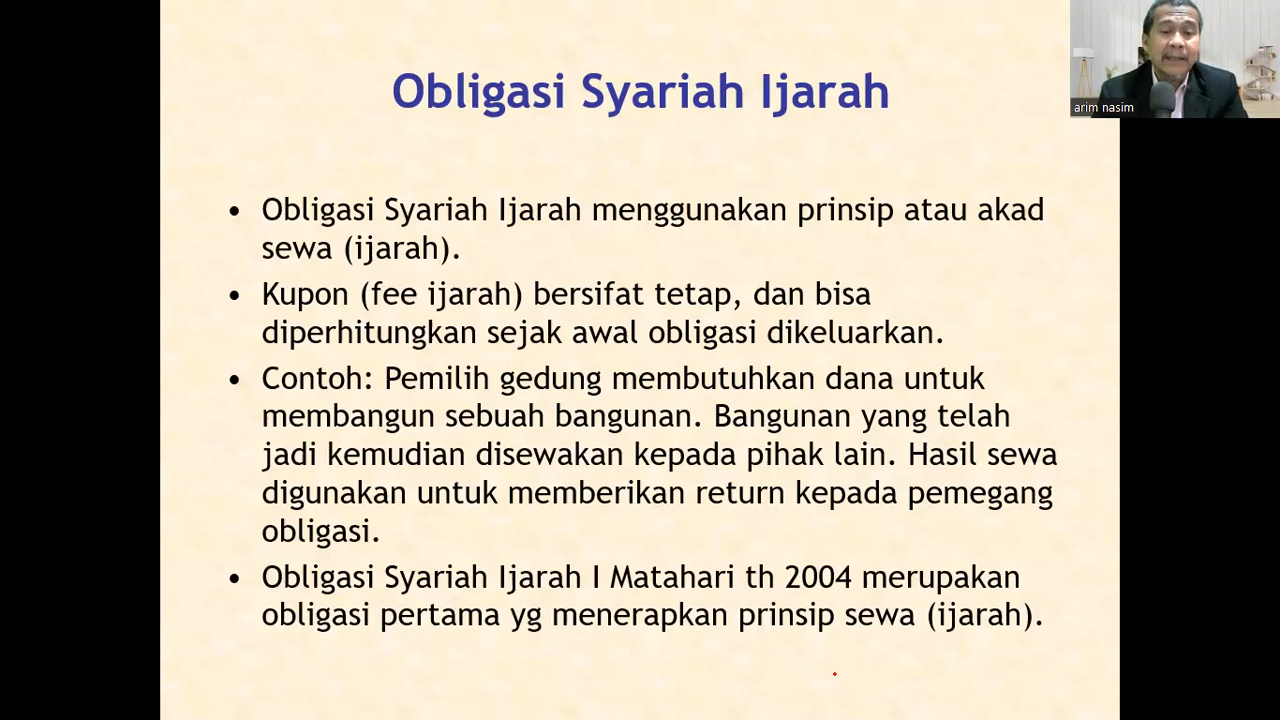 Obligasi Syariah Ijarah
arim nasim
• Obligasi Syariah Ijarah menggunakan prinsip atau akad
sewa (ijarah).
• Kupon (fee ijarah) bersifat tetap, dan bisa
diperhitungkan sejak awal obligasi dikeluarkan.
• Contoh: Pemilih gedung membutuhkan dana untuk
membangun sebuah bangunan. Bangunan yang telah
jadi kemudian disewakan kepada pihak lain. Hasil sewa
digunakan untuk memberikan return kepada pemegang
obligasi.
• Obligasi Syariah Ijarah I Matahari th 2004 merupakan
obligasi pertama yg menerapkan prinsip sewa (ijarah).